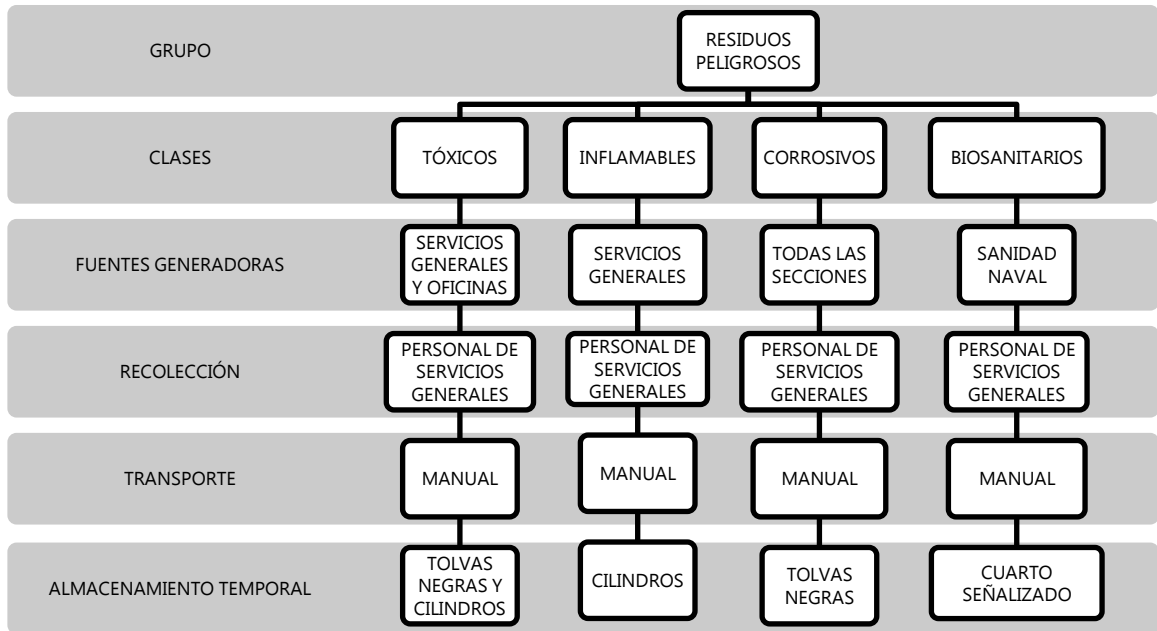 GRUPO
RESIDUOS
PELIGROSOS
CLASES
TÓXICOS
INFLAMABLES
CORROSIVOS
BIOSANITARIOS
FUENTES GENERADORAS
SERVICIOS
GENERALES
Y OFICINAS
SERVICIOS
GENERALES
TODAS LAS
SECCIONES
SANIDAD
NAVAL
RECOLECCIÓN
PERSONAL DE
SERVICIOS
GENERALES
PERSONAL DE
SERVICIOS
GENERALES
PERSONAL DE
SERVICIOS
GENERALES
PERSONAL DE
SERVICIOS
GENERALES
TRANSPORTE
MANUAL
MANUAL
MANUAL
MANUAL
ALMACENAMIENTO TEMPORAL
TOLVAS
NEGRAS Y
CILINDROS
CILINDROS
TOLVAS
NEGRAS
CUARTO
SEÑALIZADO